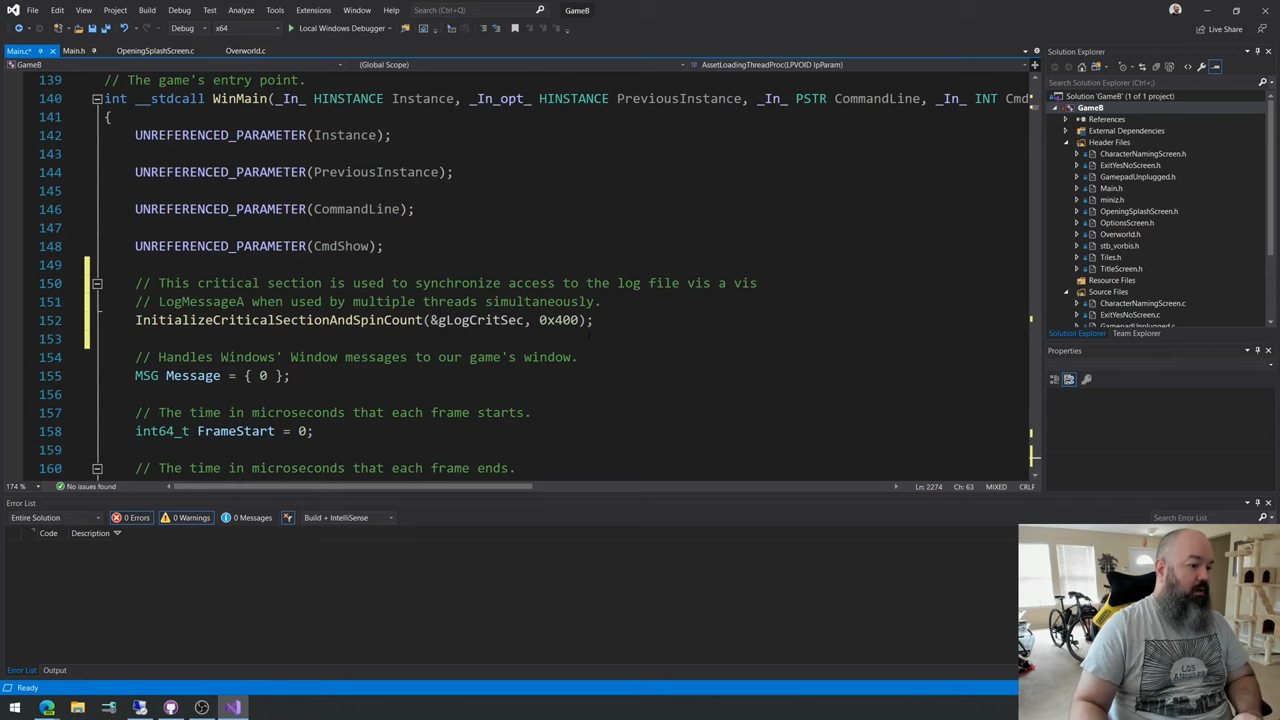 File Edit View Git Project Build Debug Test Analyze Tools Extensions Window Help Search (Ctrl+Q) GameB
Debug x64 Local Windows Debugger Live Share
Main.c* Main.h OpeningSplashScreen.c Overworld.c
GameB (Global Scope) AssetLoadingThreadProc(LPVOID lpParam)
139 // The game's entry point.
140 int __stdcall WinMain(_In_ HINSTANCE Instance, _In_opt_ HINSTANCE PreviousInstance, _In_ PSTR CommandLine, _In_ INT Cmd
141 {
142 UNREFERENCED_PARAMETER(Instance);
143
144 UNREFERENCED_PARAMETER(PreviousInstance);
145
146 UNREFERENCED_PARAMETER(CommandLine);
147
148 UNREFERENCED_PARAMETER(CmdShow);
149
150 // This critical section is used to synchronize access to the log file vis a vis
151 // LogMessageA when used by multiple threads simultaneously.
152 InitializeCriticalSectionAndSpinCount(&gLogCritSec, 0x400);
153
154 // Handles Windows' Window messages to our game's window.
155 MSG Message = { 0 };
156
157 // The time in microseconds that each frame starts.
158 int64_t FrameStart = 0;
159
160 // The time in microseconds that each frame ends.
174 % No issues found Ln: 2274 Ch: 63 MIXED CRLF
Error List
Entire Solution 0 Errors 0 Warnings 0 Messages Build + IntelliSense Search Error List
Code Description
Error List Output
Ready
Solution Explorer
Search Solution Explorer (Ctrl+;)
Solution 'GameB' (1 of 1 project)
GameB
References
External Dependencies
Header Files
CharacterNamingScreen.h
ExitYesNoScreen.h
GamepadUnplugged.h
Main.h
miniz.h
OpeningSplashScreen.h
OptionsScreen.h
Overworld.h
stb_vorbis.h
Tiles.h
TitleScreen.h
Resource Files
Source Files
CharacterNamingScreen.c
ExitYesNoScreen.c
GamepadUnplugged.c
Solution Explorer Team Explorer
Properties
LOS
ANGELES